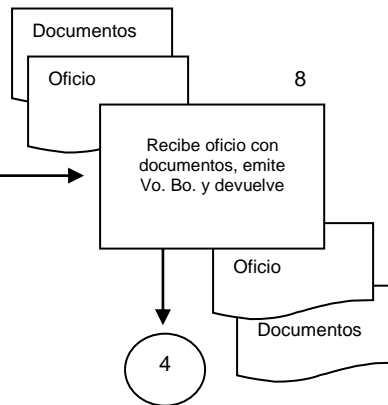 Documentos
Oficio
8
Recibe oficio con
documentos, emite
Vo. Bo. y devuelve
Oficio
Documentos
4